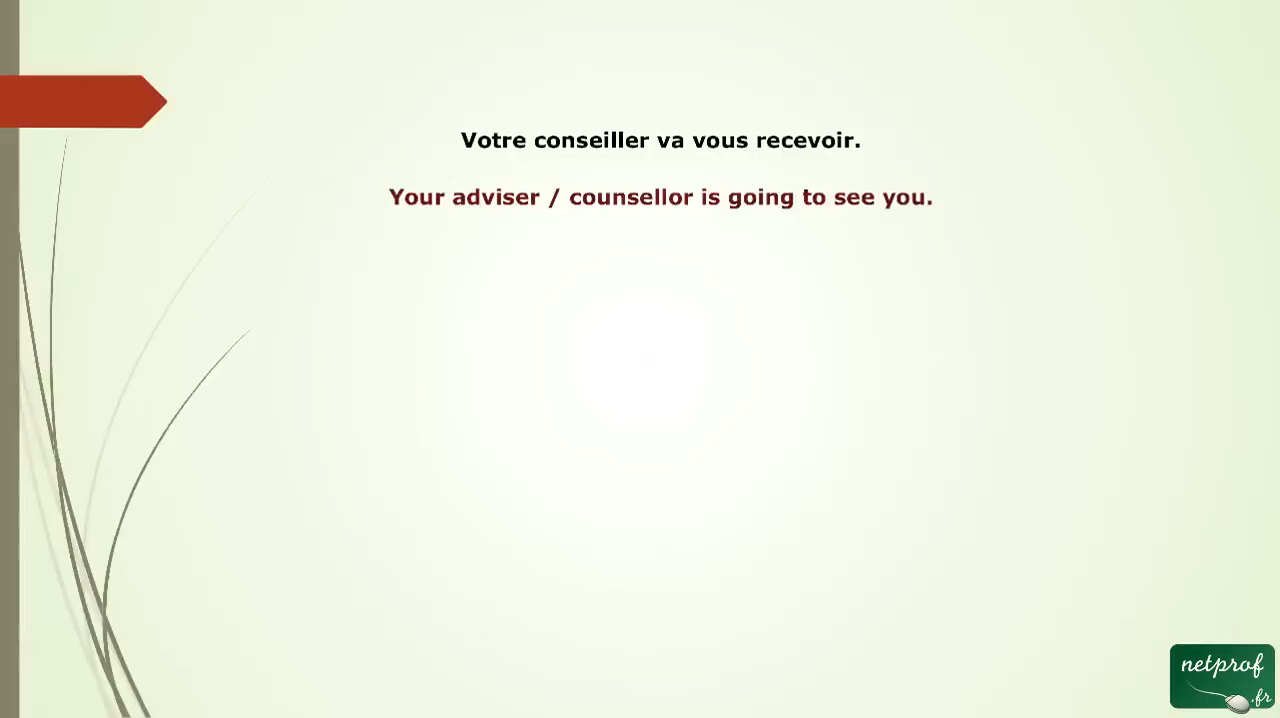 Votre conseiller va vous recevoir.
Your adviser / counsellor is going to see you.
netprof
.fr